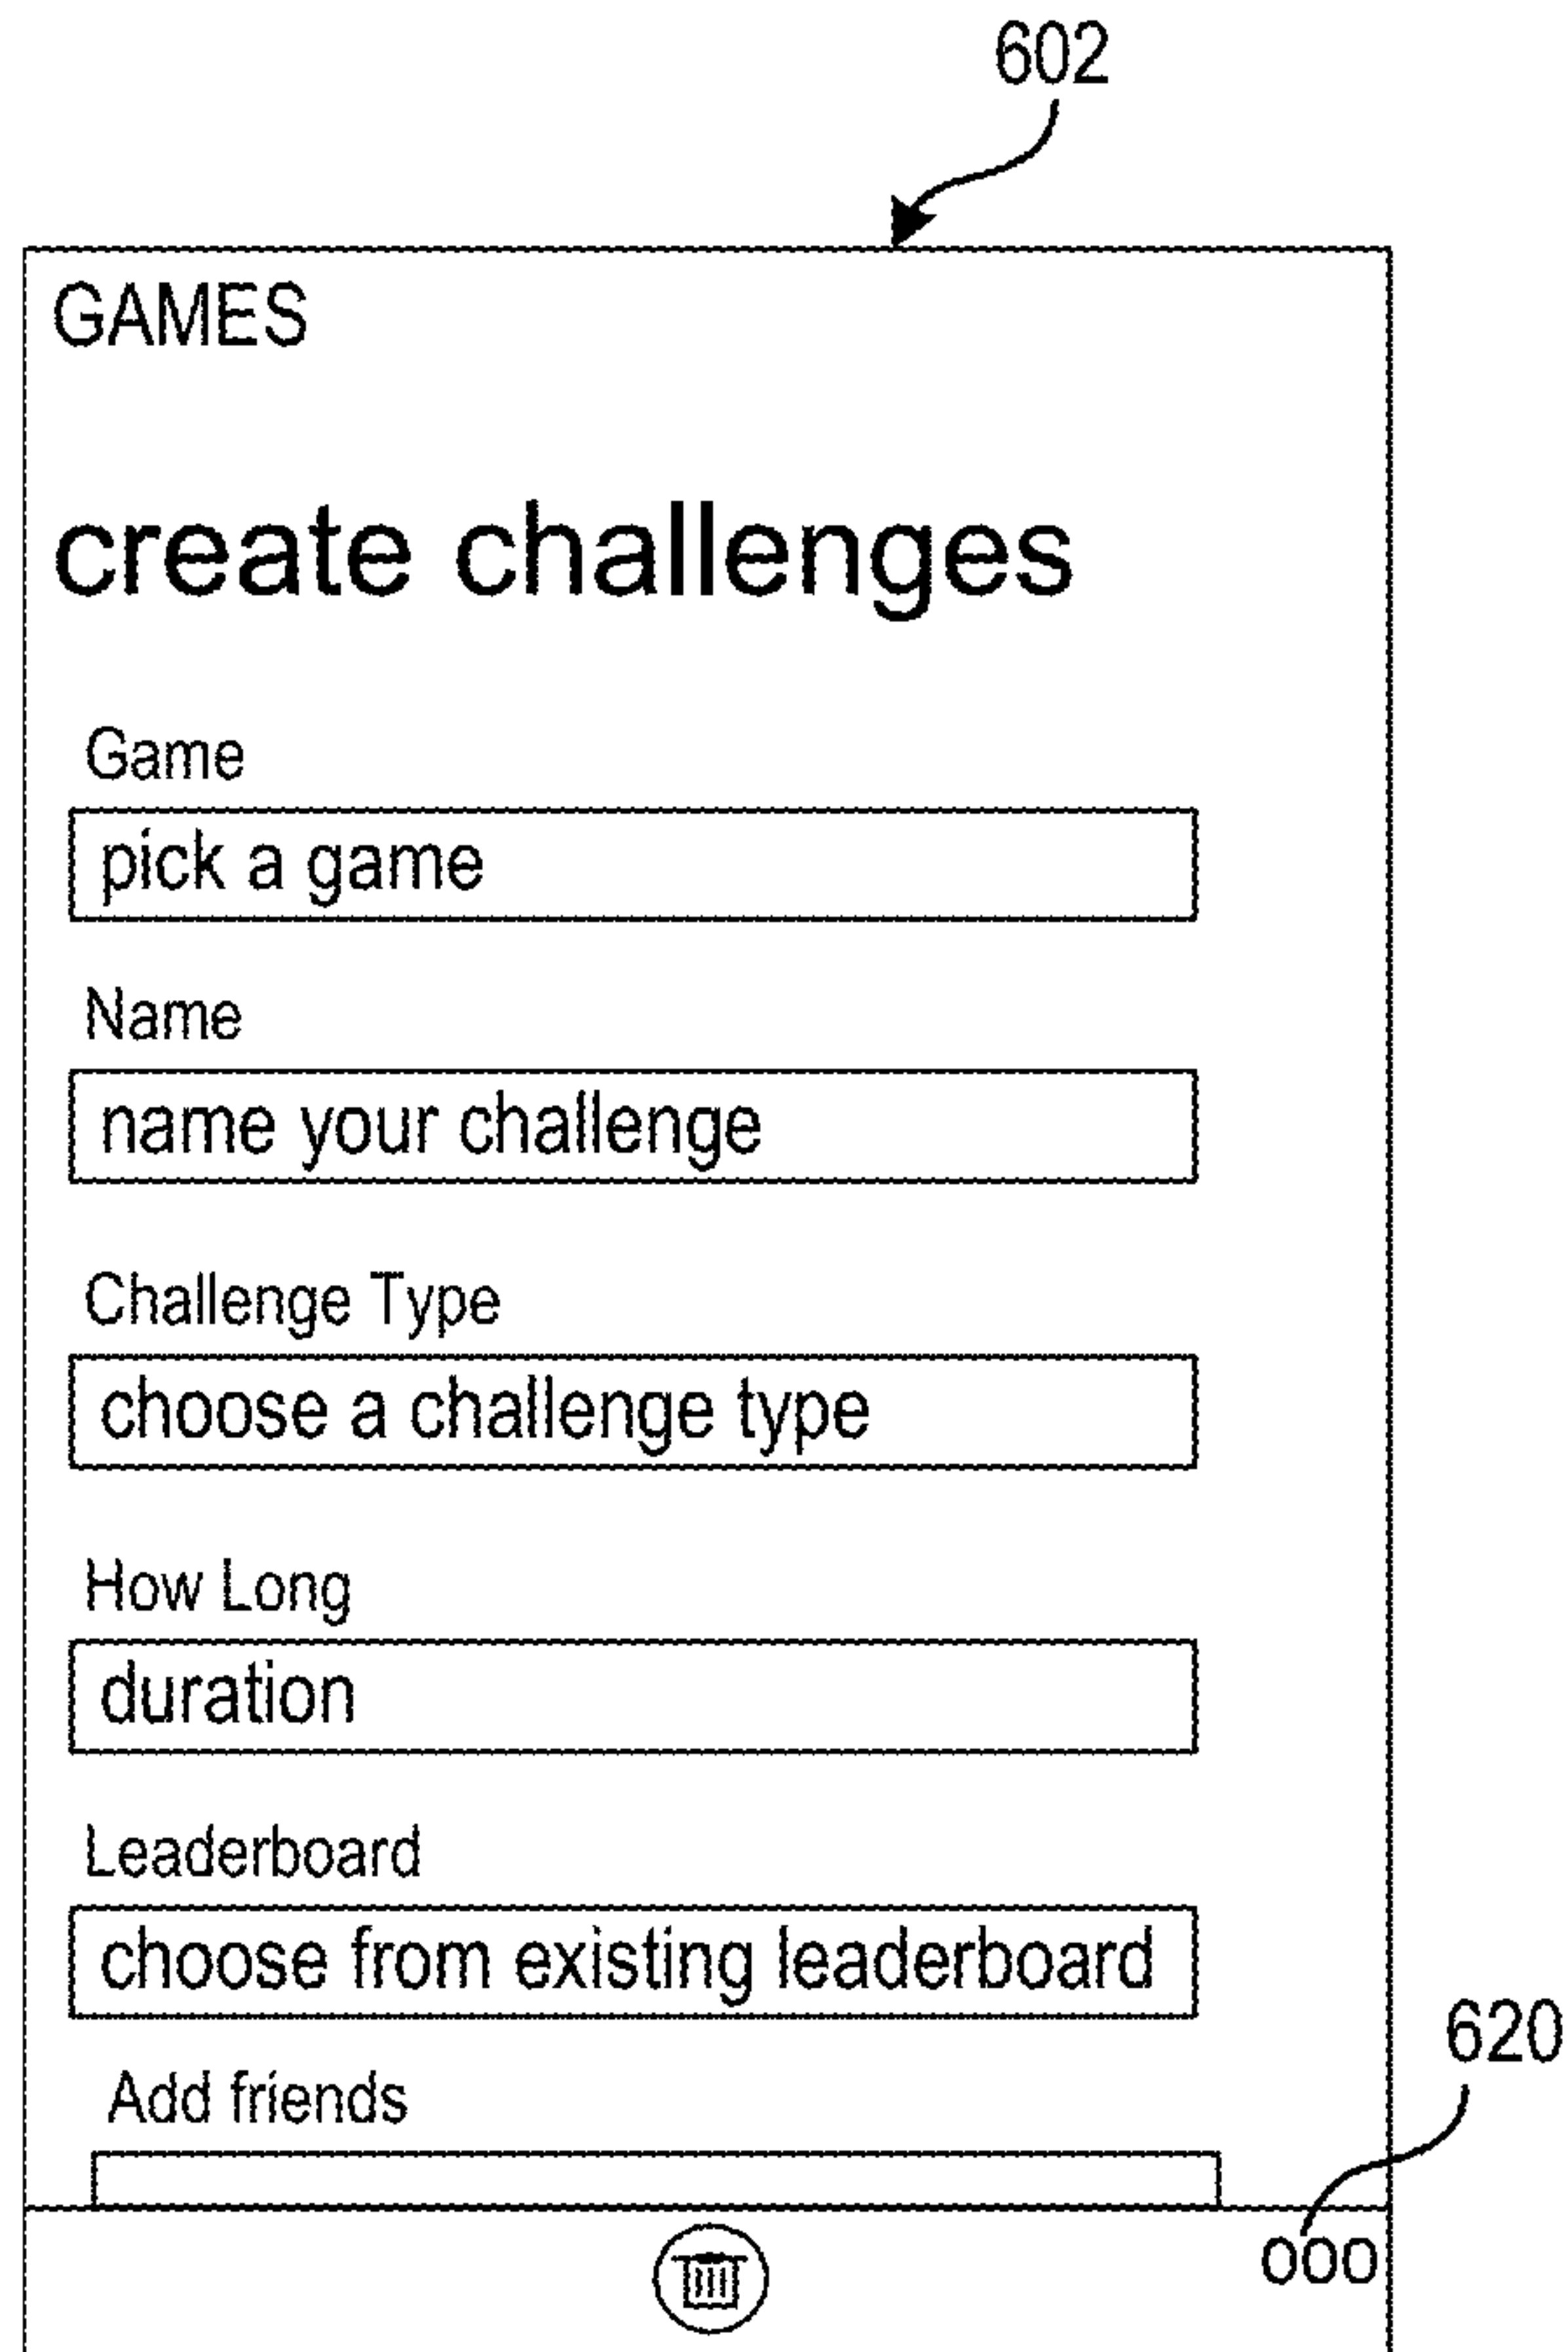 602
GAMES
create challenges
Game
pick a game
Name
name your challenge
Challenge Type
choose a challenge type
How Long
duration
Leaderboard
choose from existing leaderboard
620
Add friends
ooo